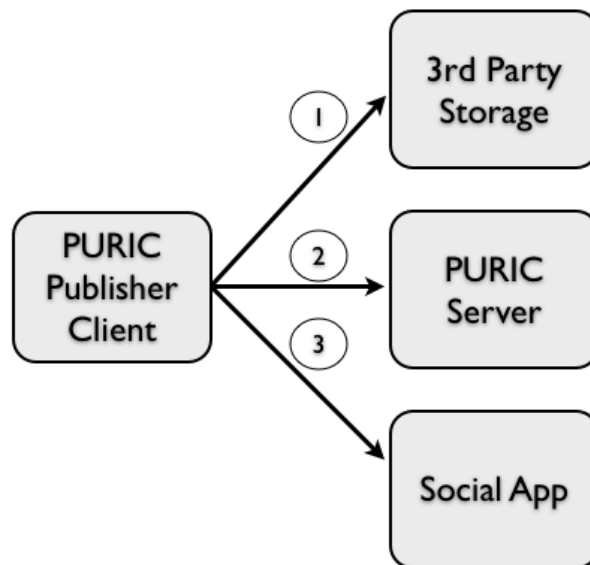 3rd Party
Storage
1
PURIC
Publisher
Client
2
PURIC
Server
3
Social App